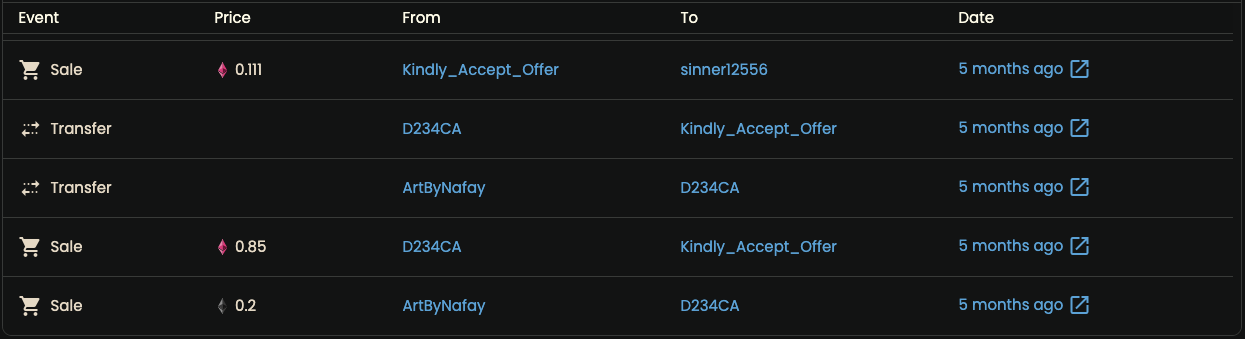 Event Price From To Date
Sale 0.111 Kindly_Accept_Offer sinner12556 5 months ago
Transfer D234CA Kindly_Accept_Offer 5 months ago
Transfer ArtByNafay D234CA 5 months ago
Sale 0.85 D234CA Kindly_Accept_Offer 5 months ago
Sale 0.2 ArtByNafay D234CA 5 months ago